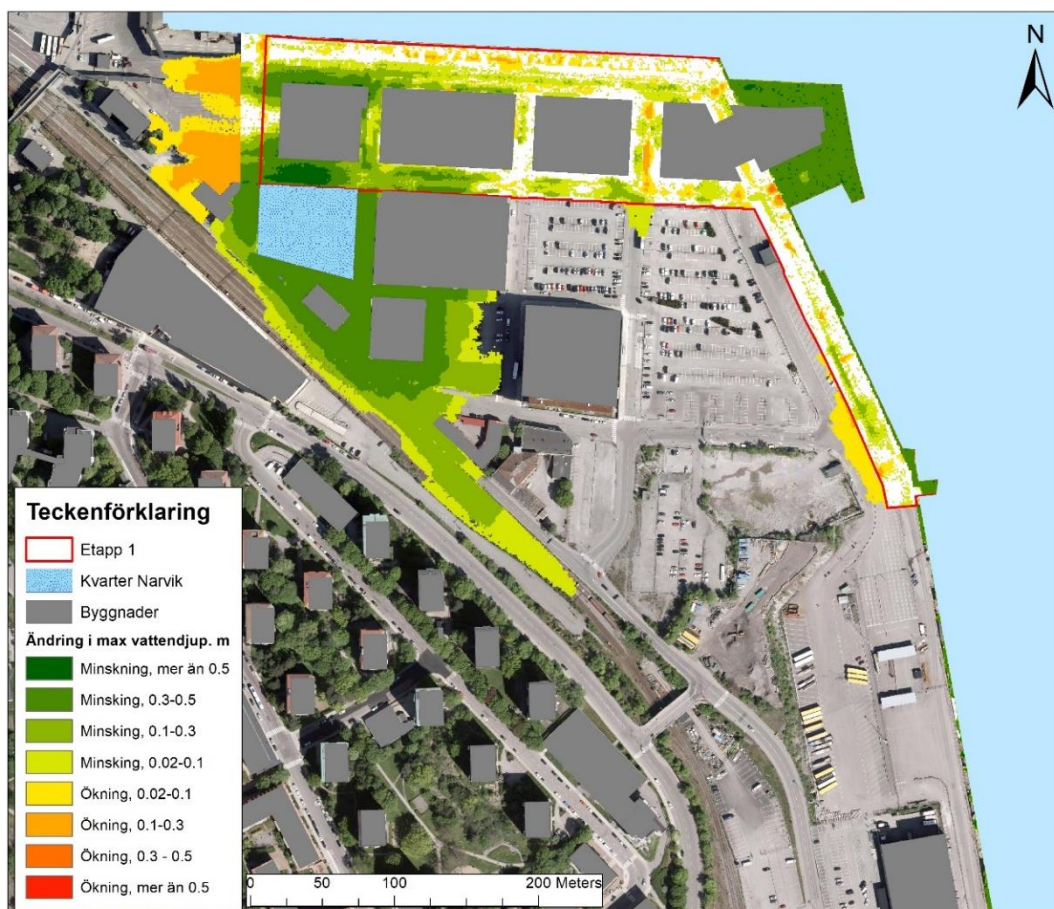 N
Teckenförklaring
Etapp 1
Kvarter Narvik
Byggnader
Ändring i max vattendjup. m
Minskning, mer än 0.5
Minsking, 0.3-0.5
Minsking, 0.1-0.3
Minsking, 0.02-0.1
Ökning, 0.02-0.1
Ökning, 0.1-0.3
Ökning, 0.3 - 0.5
Ökning, mer än 0.5
0 50 100 200 Meters